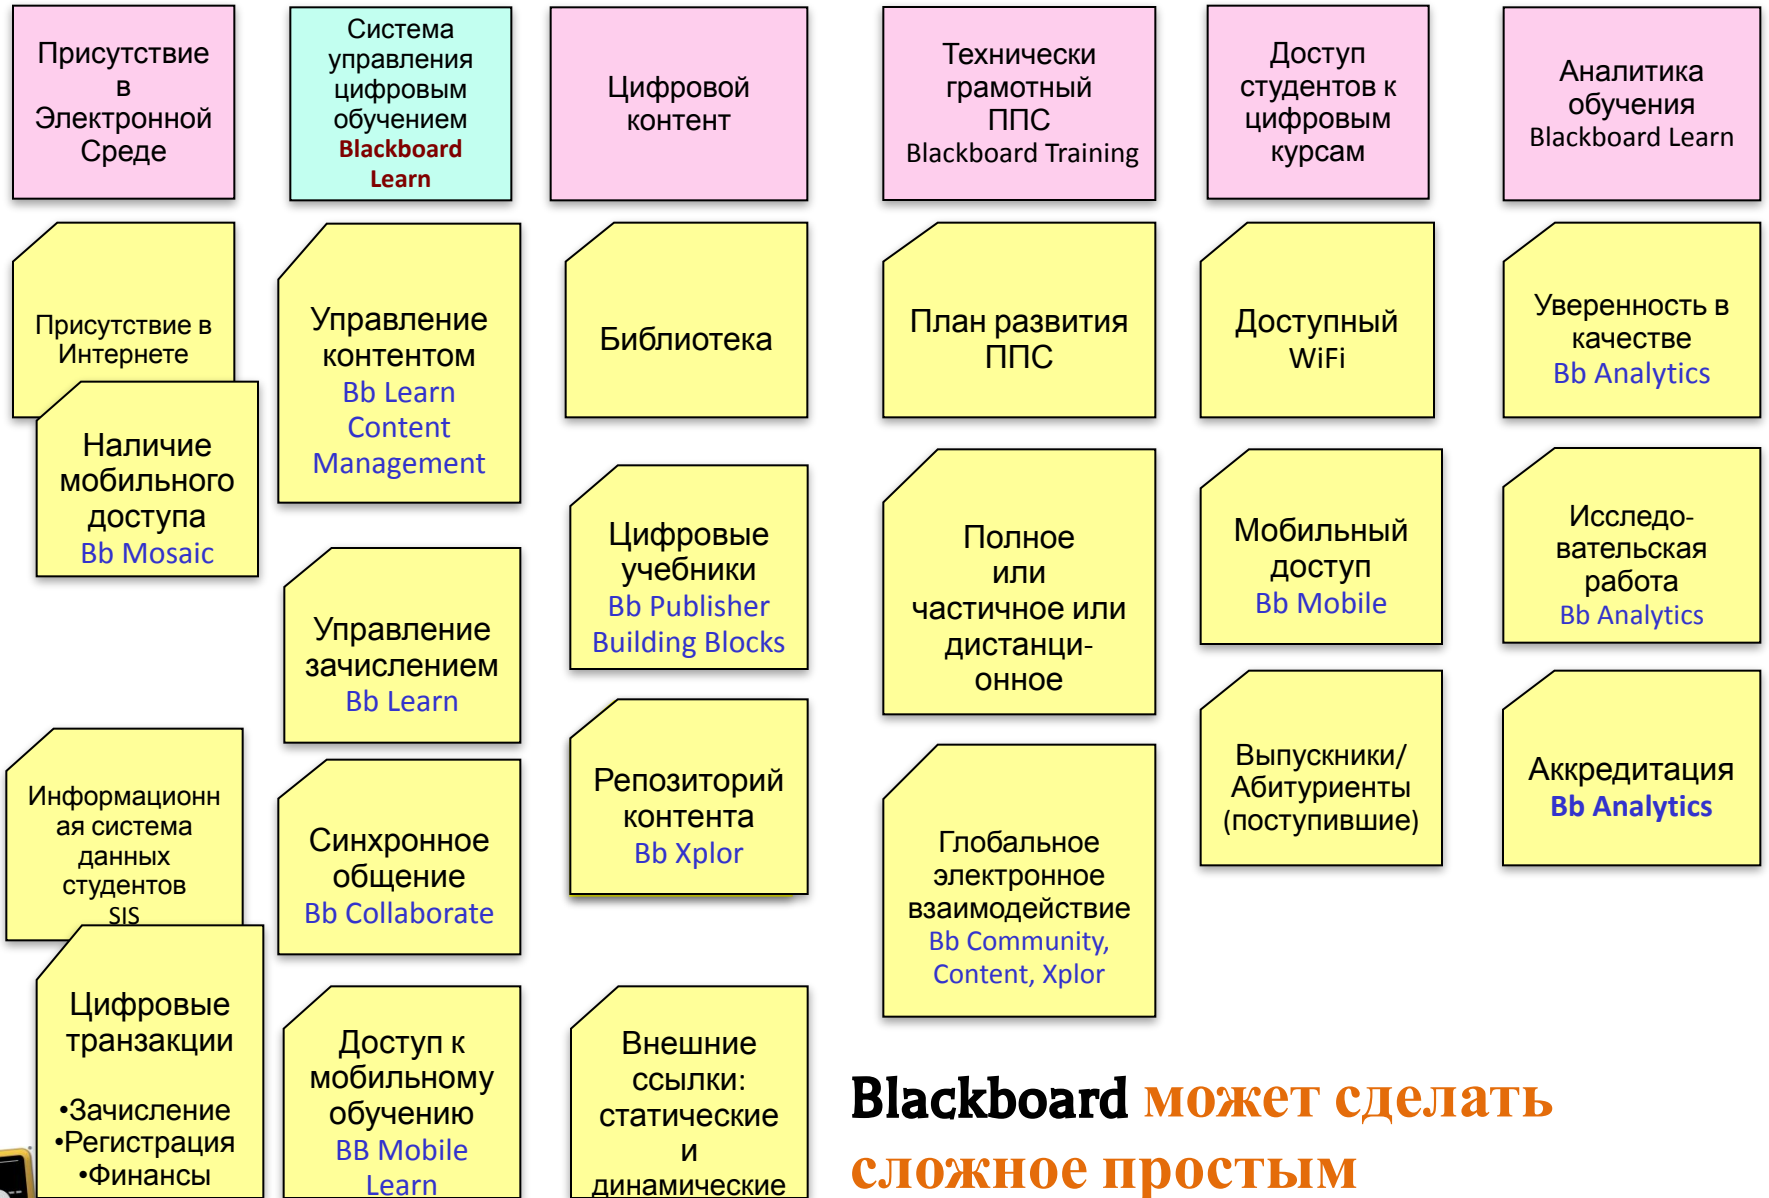 Присутствие
в
Электронной
Среде
Система
управления
цифровым
обучением
Blackboard
Learn
Цифровой
контент
Технически
грамотный
ППС
Blackboard Training
Доступ
студентов к
цифровым
курсам
Аналитика
обучения
Blackboard Learn
Присутствие в
Интернете
Наличие
мобильного
доступа
Bb Mosaic
Информационн
ая система
данных
студентов
SIS
Цифровые
транзакции
•Зачисление
•Регистрация
•Финансы
Управление
контентом
Bb Learn
Content
Management
Управление
зачислением
Bb Learn
Синхронное
общение
Bb Collaborate
Доступ к
мобильному
обучению
BB Mobile
Learn
Библиотека
Цифровые
учебники
Bb Publisher
Building Blocks
Репозиторий
контента
Bb Xplor
Внешние
ссылки:
статические
и
динамические
План развития
ППС
Полное
или
частичное или
дистанци-
онное
Глобальное
электронное
взаимодействие
Bb Community,
Content, Xplor
Доступный
WiFi
Мобильный
доступ
Bb Mobile
Выпускники/
Абитуриенты
(поступившие)
Уверенность в
качестве
Bb Analytics
Исследо-
вательская
работа
Bb Analytics
Аккредитация
Bb Analytics
Blackboard может сделать
сложное простым